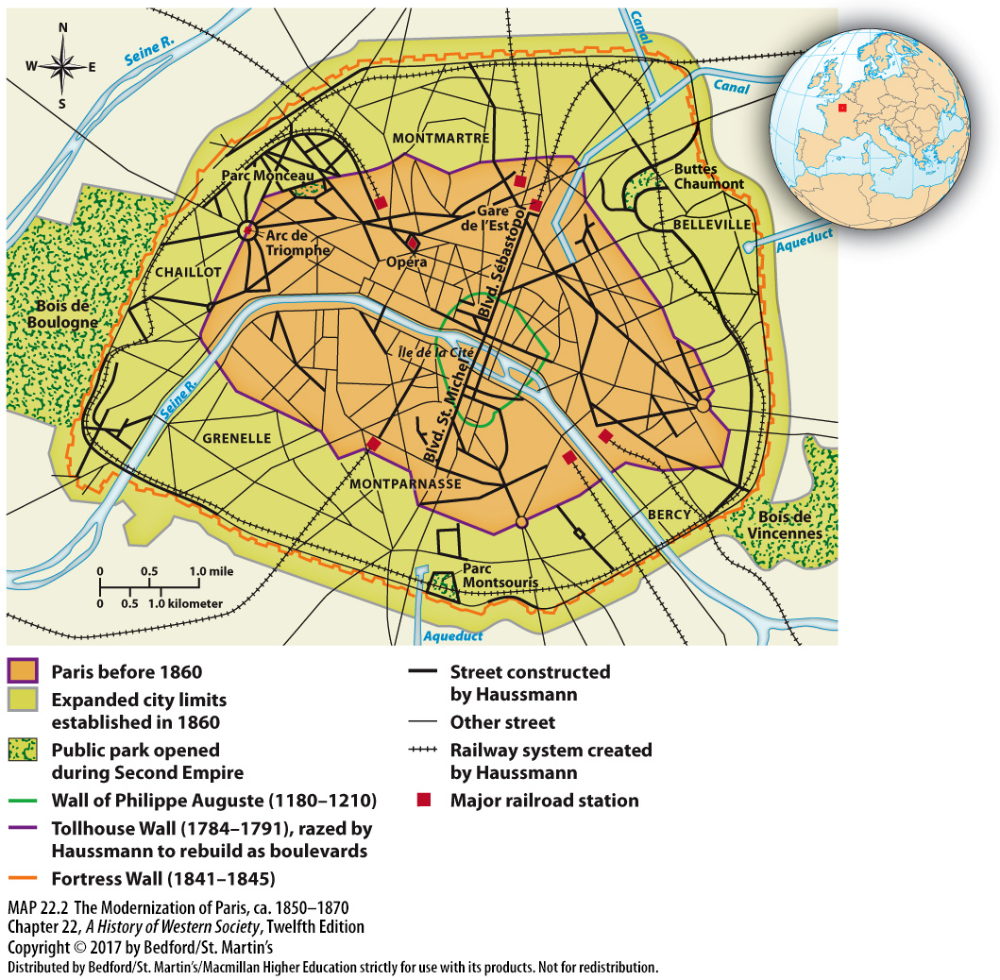 N
W
E
S
Seine R.
Canal
Canal
MONTMARTRE
Parc Monceau
Buttes
Chaumont
Gare
de l'Est
BELLEVILLE
Aqueduct
Arc de
Triomphe
Opéra
CHAILLOT
Blvd. Sébastopol
Bois de
Boulogne
Île de la Cité
Seine R.
Blvd. St. Michel
GRENELLE
MONTPARNASSE
BERCY
Bois de
Vincennes
0 0.5 1.0 mile
0 0.5 1.0 kilometer
Parc
Montsouris
Aqueduct
Paris before 1860
Expanded city limits
established in 1860
Public park opened
during Second Empire
Wall of Philippe Auguste (1180–1210)
Tollhouse Wall (1784–1791), razed by
Haussmann to rebuild as boulevards
Fortress Wall (1841–1845)
Street constructed
by Haussmann
Other street
Railway system created
by Haussmann
Major railroad station
MAP 22.2 The Modernization of Paris, ca. 1850–1870
Chapter 22, A History of Western Society, Twelfth Edition
Copyright © 2017 by Bedford/St. Martin's
Distributed by Bedford/St. Martin's/Macmillan Higher Education strictly for use with its products. Not for redistribution.